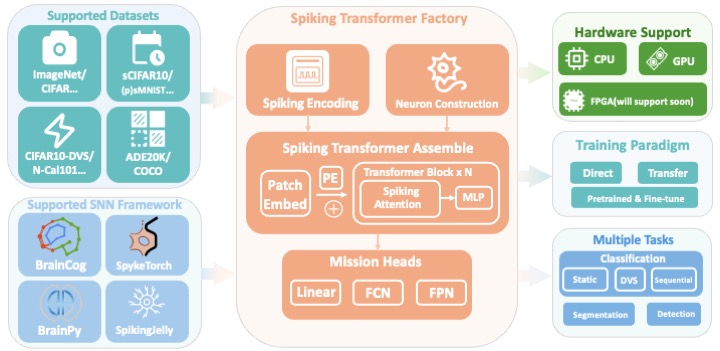 Supported Datasets
ImageNet/
CIFAR...
sCIFAR10/
(p)sMNIST...
CIFAR10-DVS/
N-Cal101...
ADE20K/
COCO
Supported SNN Framework
BrainCog
SpykeTorch
BrainPy
SpikingJelly
Spiking Transformer Factory
Spiking Encoding
Neuron Construction
Spiking Transformer Assemble
Patch
Embed
PE
Transformer Block x N
Spiking
Attention
MLP
Mission Heads
Linear
FCN
FPN
Hardware Support
CPU
GPU
FPGA(will support soon)
Training Paradigm
Direct
Transfer
Pretrained & Fine-tune
Multiple Tasks
Classification
Static
DVS
Sequential
Segmentation
Detection